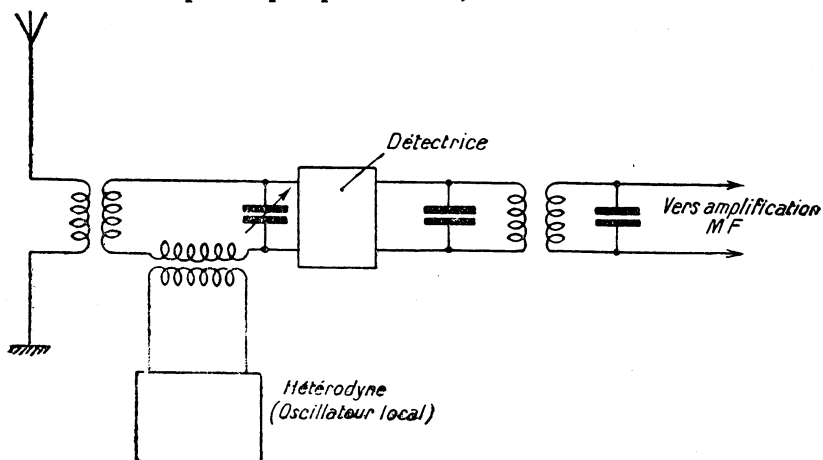 Détectrice
Vers amplification
MF
Hétérodyne
(Oscillateur local)